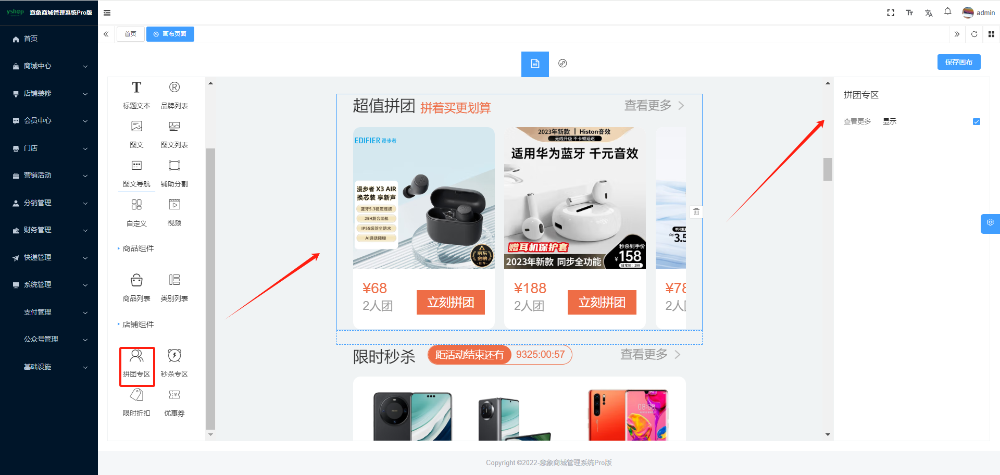 yshop 意象商城管理系统Pro版
admin
首页
商城中心
店铺装修
会员中心
门店
营销活动
分销管理
财务管理
快递管理
系统管理
支付管理
公众号管理
基础设施
首页
画布页面
H5
保存画布
T
®
标题文本 品牌列表
图文 图文列表
图文导航 辅助分割
自定义 视频
商品组件
商品列表 类别列表
店铺组件
拼团专区 秒杀专区
限时折扣 优惠券
超值拼团 拼着买更划算 查看更多
EDIFIER 漫步者
漫步者 X3 AIR
换芯装 享新声
蓝牙5.3稳定连接
25H复合续航
IP55级防尘防水
AI通话降噪
京东
金榜
·推荐·
¥68
2人团
立刻拼团
2023年新款 | Histon音效
无线升级 不卡顿延迟
适用华为蓝牙 千元音效
赠耳机保护套
2023年新款 同步全功能
秒杀到手价
¥158
日常价：198
¥188
2人团
立刻拼团
≈3.5
¥78
2人
限时秒杀 距活动结束还有 9325:00:57 查看更多
08:08
拼团专区
查看更多 显示
Copyright ©2022-意象商城管理系统Pro版